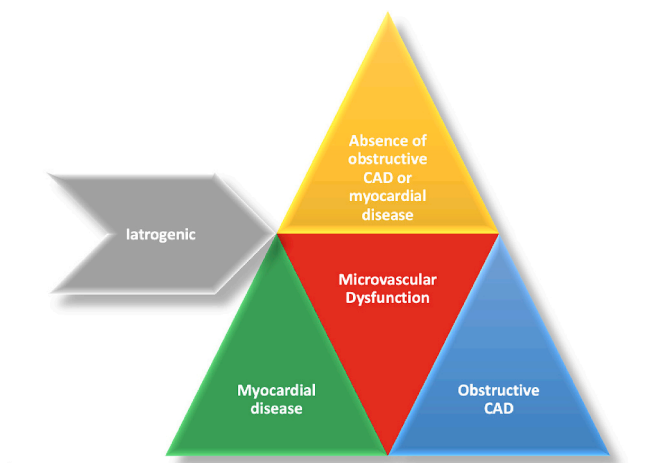 Absence of
obstructive
CAD or
myocardial
disease
Iatrogenic
Microvascular
Dysfunction
Myocardial
disease
Obstructive
CAD